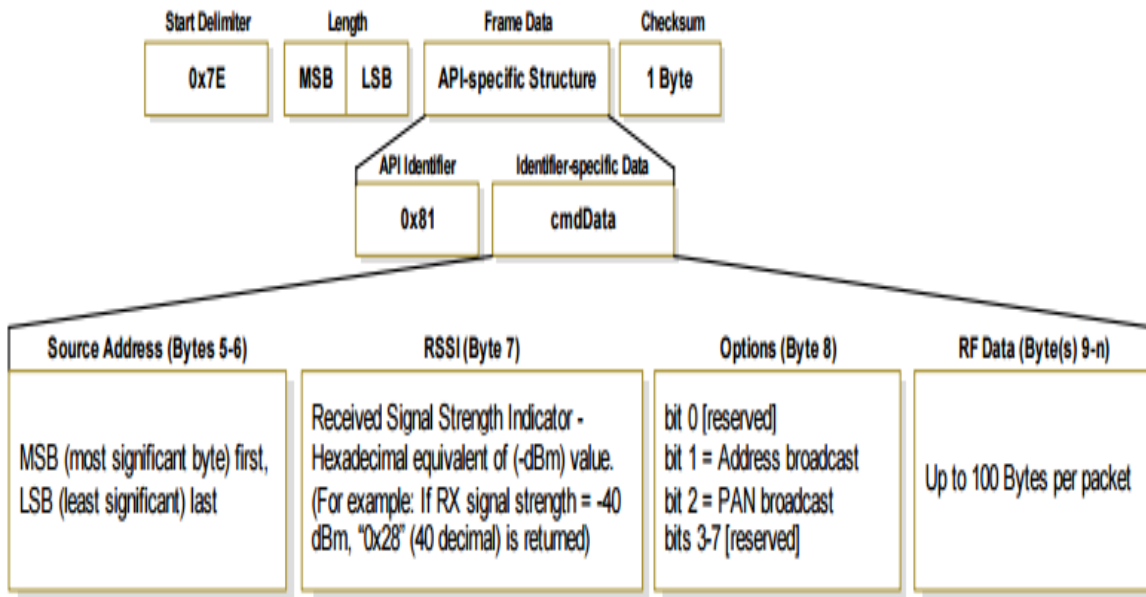 Start Delimiter
Length
Frame Data
Checksum
0x7E
MSB
LSB
API-specific Structure
1 Byte
API Identifier
Identifier-specific Data
0x81
cmdData
Source Address (Bytes 5-6)
MSB (most significant byte) first,
LSB (least significant) last
RSSI (Byte 7)
Received Signal Strength Indicator -
Hexadecimal equivalent of (-dBm) value.
(For example: If RX signal strength = -40
dBm, “0x28” (40 decimal) is returned)
Options (Byte 8)
bit 0 [reserved]
bit 1 = Address broadcast
bit 2 = PAN broadcast
bits 3-7 [reserved]
RF Data (Byte(s) 9-n)
Up to 100 Bytes per packet